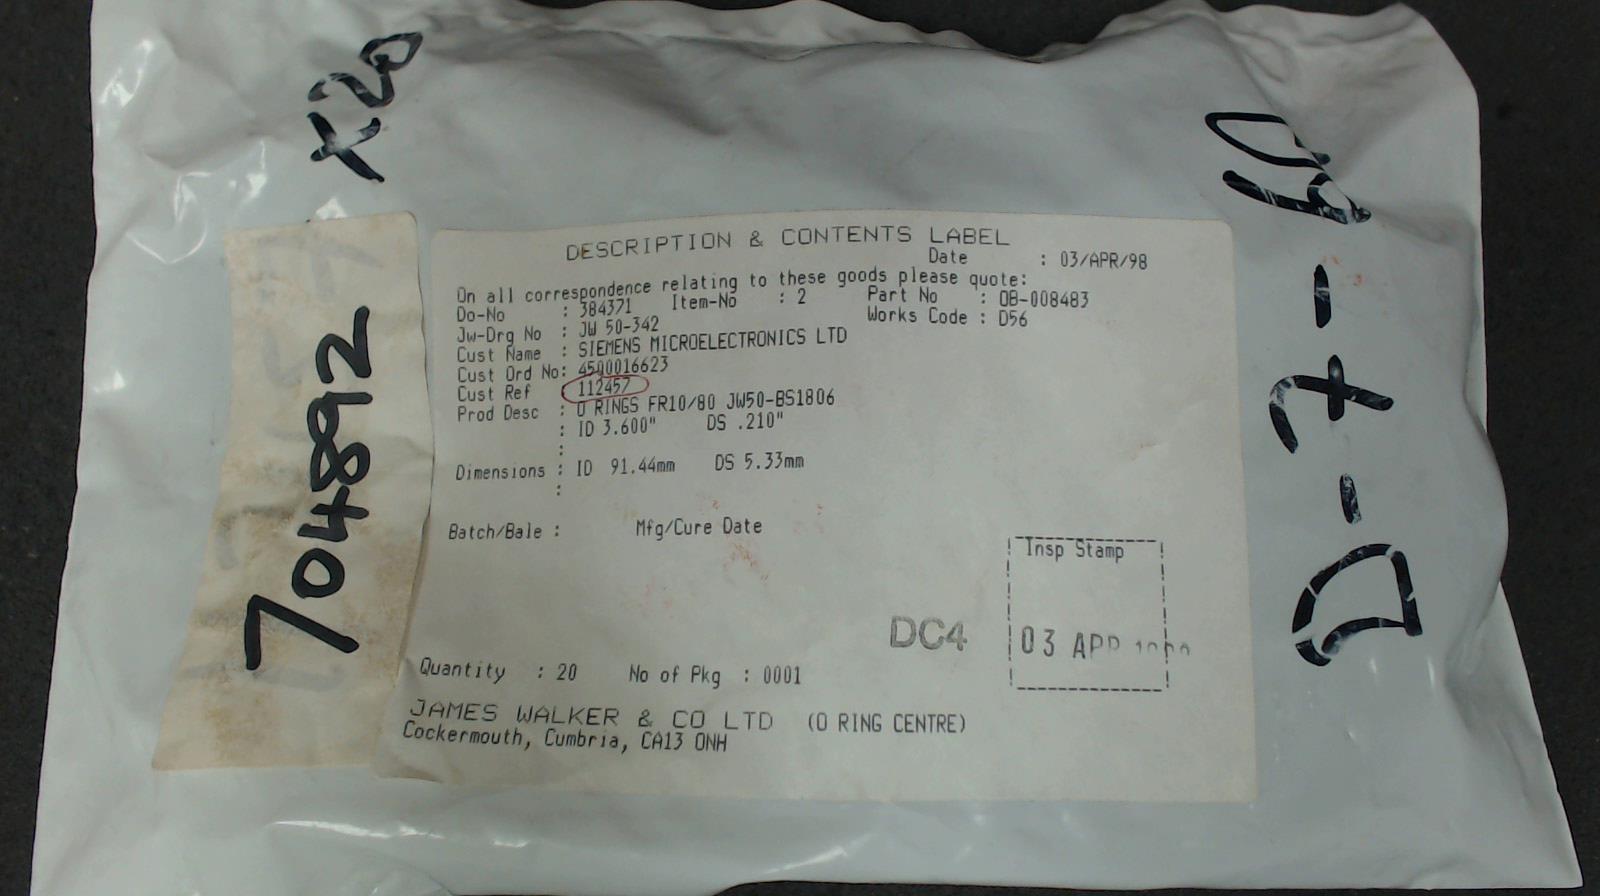 x20
704892
DESCRIPTION & CONTENTS LABEL
Date : 03/APR/98
On all correspondence relating to these goods please quote:
Do-No : 384371 Item-No : 2 Part No : OB-008483
Jw-Drg No : JW 50-342 Works Code : D56
Cust Name : SIEMENS MICROELECTRONICS LTD
Cust Ord No: 4500016623
Cust Ref : 112457
Prod Desc : O RINGS FR10/80 JW50-BS1806
: ID 3.600" DS .210"
:
Dimensions : ID 91.44mm DS 5.33mm
:
Batch/Bale : Mfg/Cure Date
Insp Stamp
DC4
03 APR
Quantity : 20 No of Pkg : 0001
JAMES WALKER & CO LTD (O RING CENTRE)
Cockermouth, Cumbria, CA13 0NH